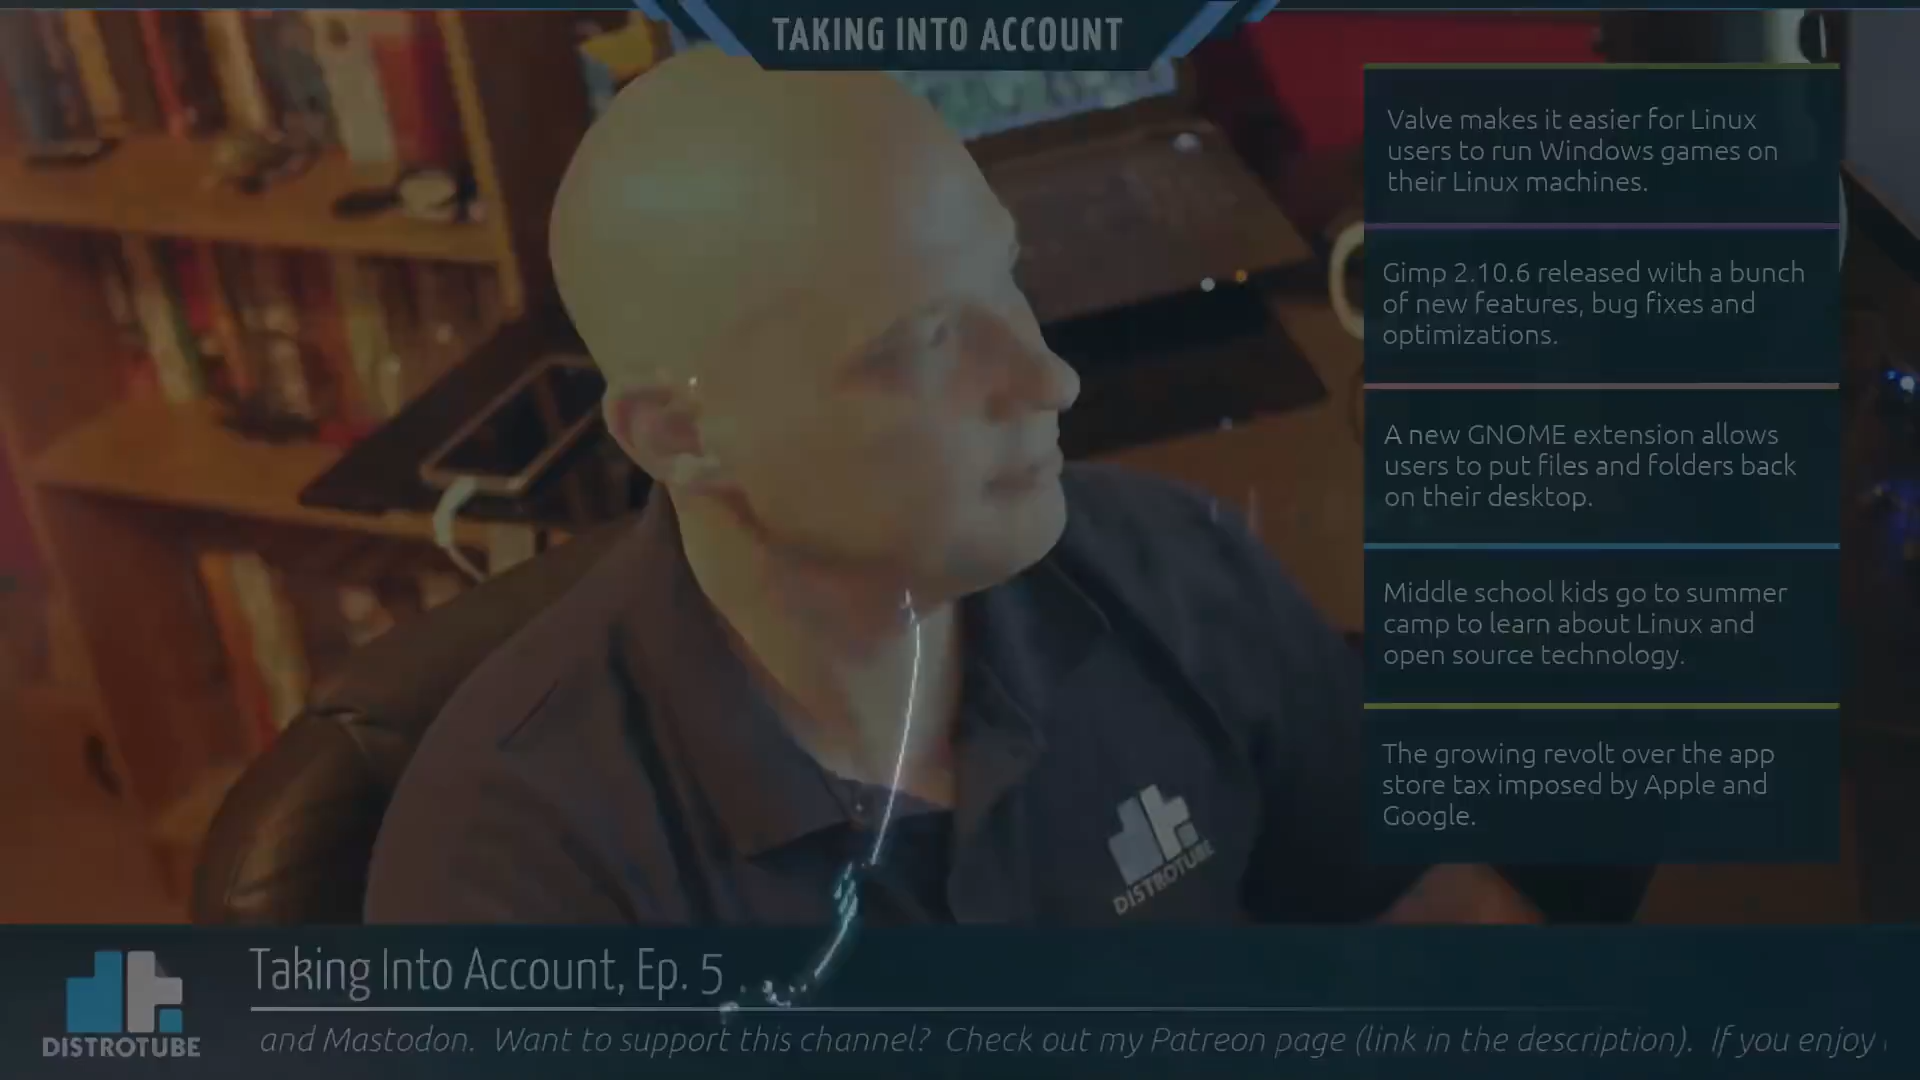 TAKING INTO ACCOUNT
Valve makes it easier for Linux
users to run Windows games on
their Linux machines.
Gimp 2.10.6 released with a bunch
of new features, bug fixes and
optimizations.
A new GNOME extension allows
users to put files and folders back
on their desktop.
Middle school kids go to summer
camp to learn about Linux and
open source technology.
The growing revolt over the app
store tax imposed by Apple and
Google.
DISTROTUBE
Taking Into Account, Ep. 5
and Mastodon. Want to support this channel? Check out my Patreon page (link in the description). If you enjoy
DISTROTUBE